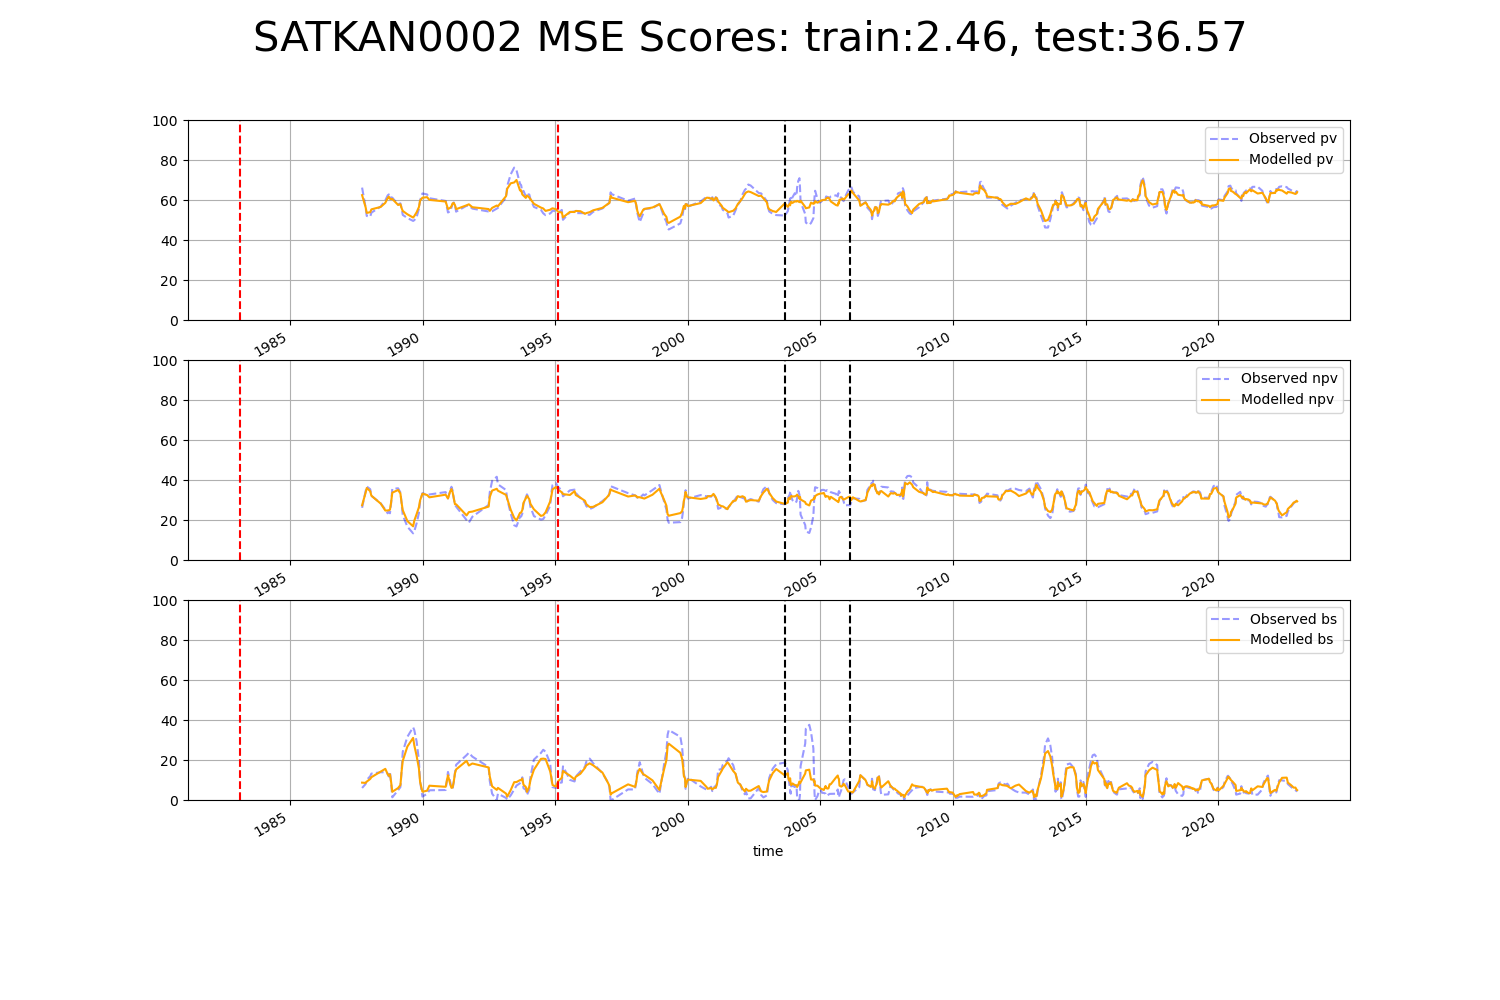 SATKAN0002 MSE Scores: train:2.46, test:36.57
100
80
60
40
20
0
Observed pv
Modelled pv
1985 1990 1995 2000 2005 2010 2015 2020
100
80
60
40
20
0
Observed npv
Modelled npv
1985 1990 1995 2000 2005 2010 2015 2020
100
80
60
40
20
0
Observed bs
Modelled bs
1985 1990 1995 2000 2005 2010 2015 2020
time